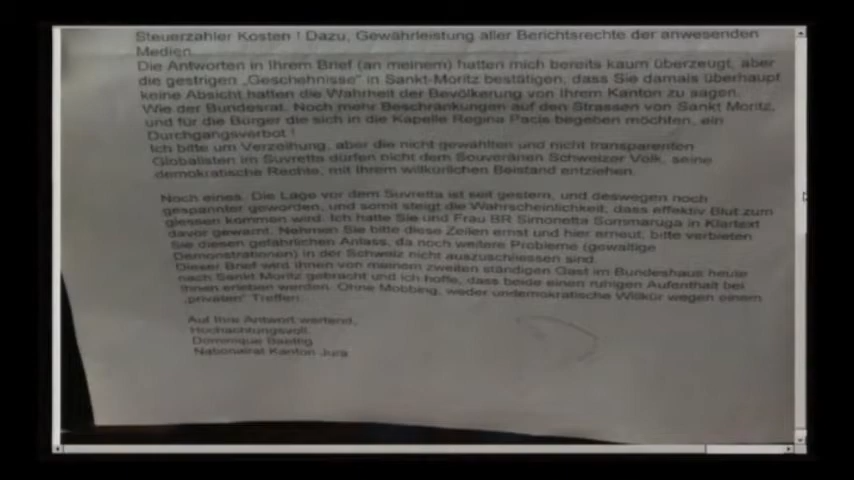 Steuerzahler Kosten ! Dazu, Gewährleistung aller Berichtsrechte der anwesenden
Medien.
Die Antworten in Ihrem Brief (an meinem) hatten mich bereits kaum überzeugt, aber
die gestrigen „Geschehnisse" in Sankt-Moritz bestätigen, dass Sie damals überhaupt
keine Absicht hatten die Wahrheit der Bevölkerung von Ihrem Kanton zu sagen.
Wie der Bundesrat. Noch mehr Beschränkungen auf den Strassen von Sankt Moritz,
und für die Bürger die sich in die Kapelle Regina Pacis begeben möchten, ein
Durchgangsverbot !
Ich bitte um Verzeihung, aber die nicht gewählten und nicht transparenten
Globalisten im Suvretta dürfen nicht dem Souveränen Schweizer Volk, seine
demokratische Rechte, mit Ihrem willkürlichen Beistand entziehen.
Noch eines. Die Lage vor dem Suvretta ist seit gestern, und deswegen noch
gespannter geworden, und somit steigt die Wahrscheinlichkeit, dass effektiv Blut zum
giessen kommen wird. Ich hatte Sie und Frau BR Simonetta Sommaruga in Klartext
davor gewarnt. Nehmen Sie bitte diese Zeilen ernst und hier erneut, bitte verbieten
Sie diesen gefährlichen Anlass, da noch weitere Probleme (gewaltige
Demonstrationen) in der Schweiz nicht auszuschliessen sind.
Dieser Brief wird Ihnen von meinem zweiten ständigen Gast im Bundeshaus heute
nach Sankt Moritz gebracht und ich hoffe, dass beide einen ruhigen Aufenthalt bei
Ihnen erleben werden. Ohne Mobbing, weder undemokratische Willkür wegen einem
„privaten" Treffen.
Auf Ihre Antwort wartend,
Hochachtungsvoll.
Dominique Baettig
Nationalrat Kanton Jura